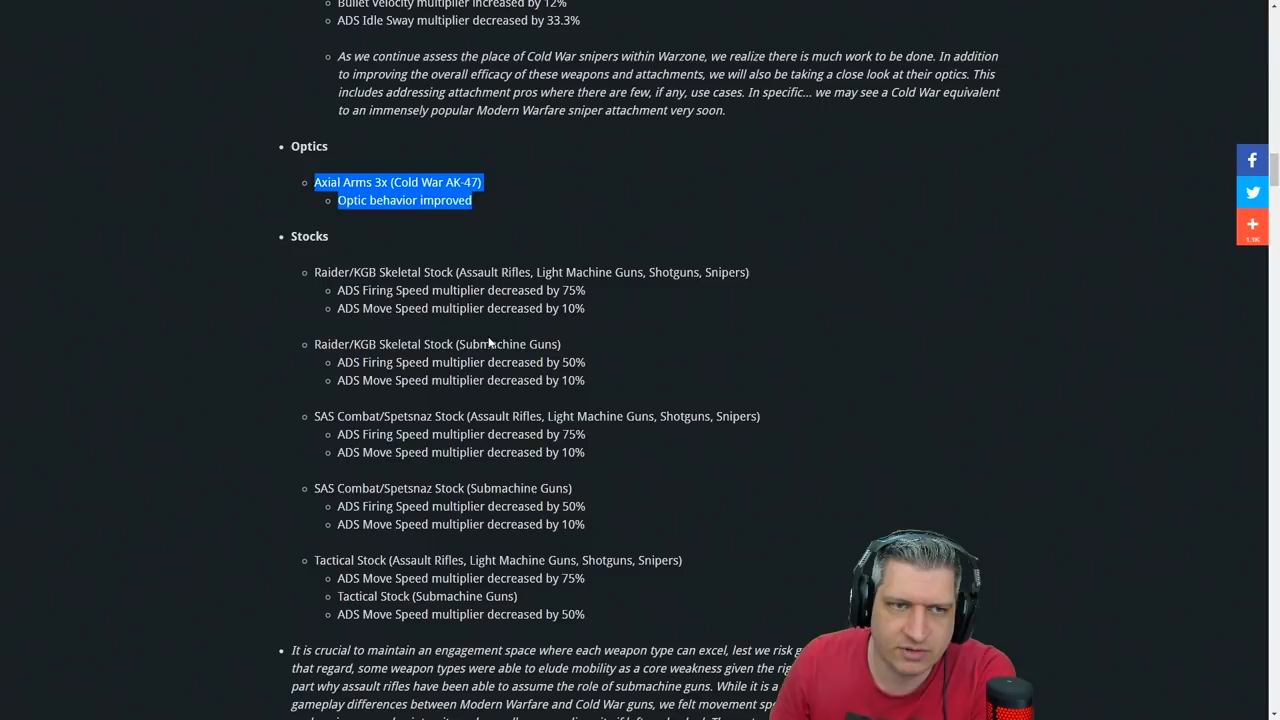 Bullet Velocity multiplier increased by 12%
ADS Idle Sway multiplier decreased by 33.3%
As we continue assess the place of Cold War snipers within Warzone, we realize there is much work to be done. In addition
to improving the overall efficacy of these weapons and attachments, we will also be taking a close look at their optics. This
includes addressing attachment pros where there are few, if any, use cases. In specific... we may see a Cold War equivalent
to an immensely popular Modern Warfare sniper attachment very soon.
Optics
Axial Arms 3x (Cold War AK-47)
Optic behavior improved
Stocks
Raider/KGB Skeletal Stock (Assault Rifles, Light Machine Guns, Shotguns, Snipers)
ADS Firing Speed multiplier decreased by 75%
ADS Move Speed multiplier decreased by 10%
Raider/KGB Skeletal Stock (Submachine Guns)
ADS Firing Speed multiplier decreased by 50%
ADS Move Speed multiplier decreased by 10%
SAS Combat/Spetsnaz Stock (Assault Rifles, Light Machine Guns, Shotguns, Snipers)
ADS Firing Speed multiplier decreased by 75%
ADS Move Speed multiplier decreased by 10%
SAS Combat/Spetsnaz Stock (Submachine Guns)
ADS Firing Speed multiplier decreased by 50%
ADS Move Speed multiplier decreased by 10%
Tactical Stock (Assault Rifles, Light Machine Guns, Shotguns, Snipers)
ADS Move Speed multiplier decreased by 75%
Tactical Stock (Submachine Guns)
ADS Move Speed multiplier decreased by 50%
It is crucial to maintain an engagement space where each weapon type can excel, lest we risk
that regard, some weapon types were able to elude mobility as a core weakness given the
part why assault rifles have been able to assume the role of submachine guns. While it is a
gameplay differences between Modern Warfare and Cold War guns, we felt movement
1.1K